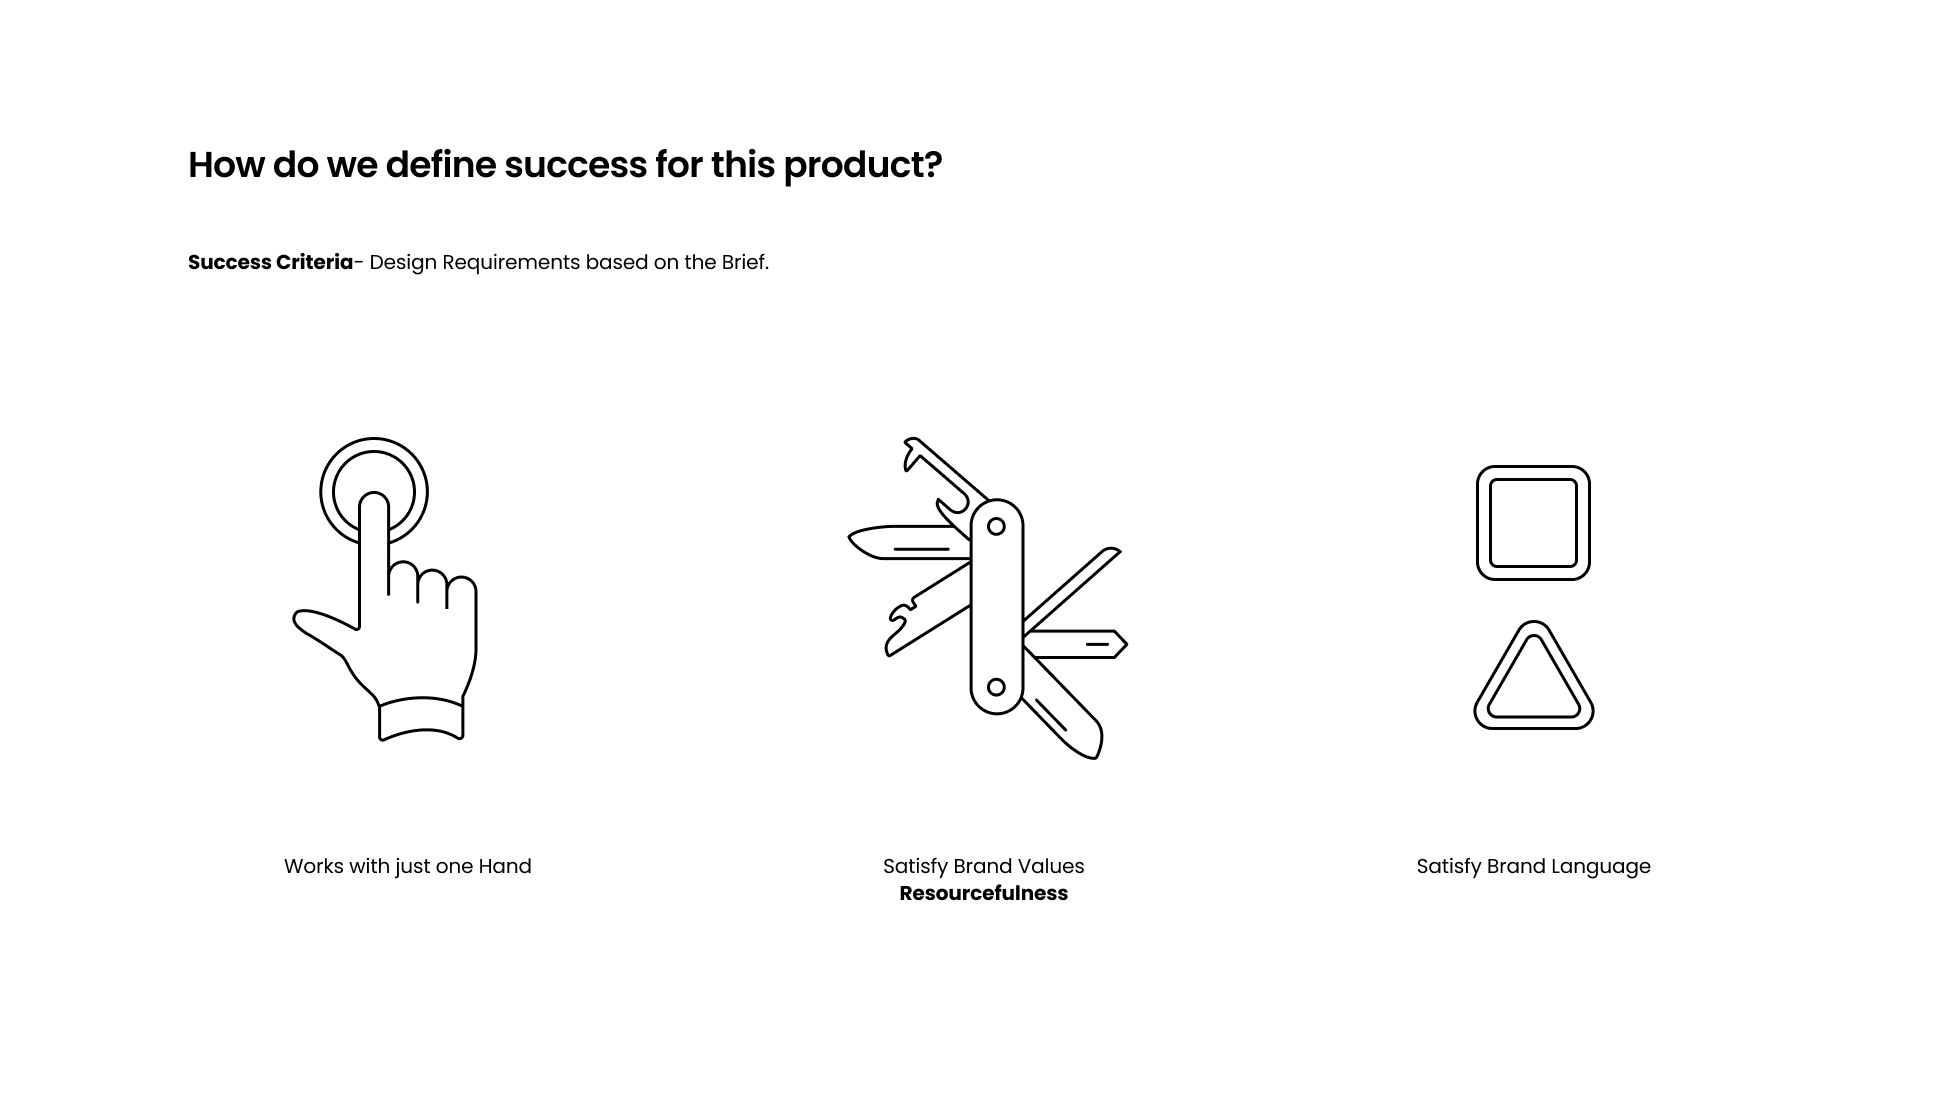 How do we define success for this product?
Success Criteria- Design Requirements based on the Brief.
Works with just one Hand
Satisfy Brand Values
Resourcefulness
Satisfy Brand Language